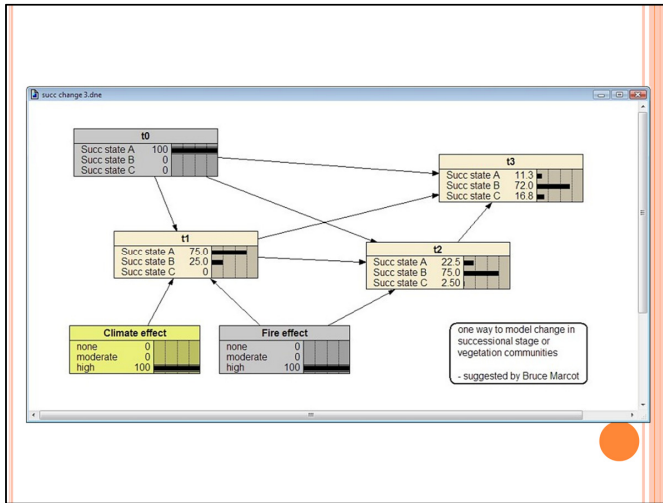 succ change 3.dne
t0
Succ state A 100
Succ state B 0
Succ state C 0
t3
Succ state A 11.3
Succ state B 72.0
Succ state C 16.8
t1
Succ state A 75.0
Succ state B 25.0
Succ state C 0
t2
Succ state A 22.5
Succ state B 75.0
Succ state C 2.50
Climate effect
none 0
moderate 0
high 100
Fire effect
none 0
moderate 0
high 100
one way to model change in
successional stage or
vegetation communities
- suggested by Bruce Marcot